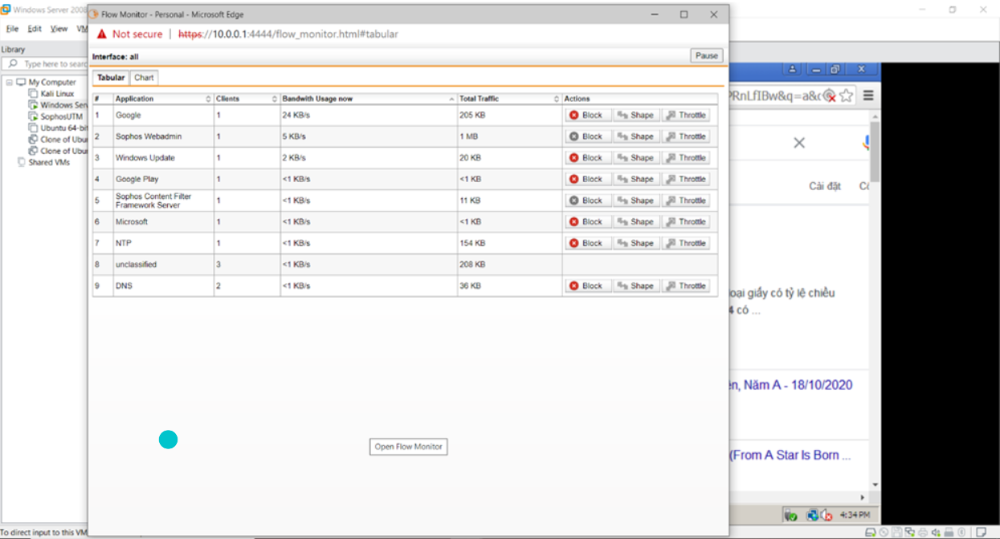 Windows Server 2008
Flow Monitor - Personal - Microsoft Edge
File Edit View VM
Not secure | https://10.0.0.1:4444/flow_monitor.html#tabular
Library
Type here to searc
Interface: all
Pause
Tabular Chart
My Computer
Kali Linux
Windows Serv
SophosUTM
Ubuntu 64-bit
Clone of Ubu
Clone of Ubu
Shared VMs
# Application Clients Bandwith Usage now Total Traffic Actions
1 Google 1 24 KB/s 205 KB Block Shape Throttle
2 Sophos Webadmin 1 5 KB/s 1 MB Block Shape Throttle
3 Windows Update 1 2 KB/s 20 KB Block Shape Throttle
4 Google Play 1 <1 KB/s <1 KB Block Shape Throttle
5 Sophos Content Filter Framework Server 1 <1 KB/s 11 KB Block Shape Throttle
6 Microsoft 1 <1 KB/s <1 KB Block Shape Throttle
7 NTP 1 <1 KB/s 154 KB Block Shape Throttle
8 unclassified 3 <1 KB/s 208 KB
9 DNS 2 <1 KB/s 36 KB Block Shape Throttle
Open Flow Monitor
PRnLfIBw&q=a&
Cài đặt
oại giấy có tỷ lệ chiều
4 có ...
ên, Năm A - 18/10/2020
(From A Star Is Born ...
4:34 PM
To direct input to this VM